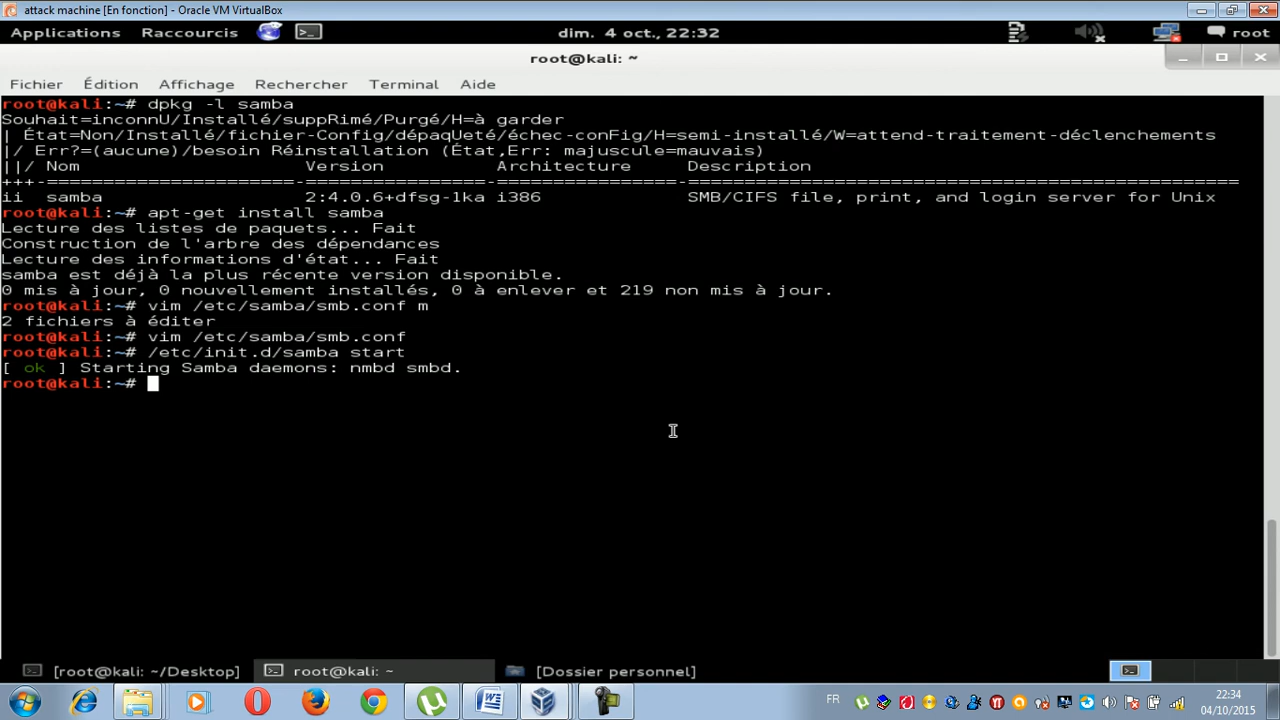 attack machine [En fonction] - Oracle VM VirtualBox
Applications Raccourcis dim. 4 oct., 22:32 root
root@kali: ~
Fichier Édition Affichage Rechercher Terminal Aide
root@kali:~# dpkg -l samba
Souhait=inconnU/Installé/suppRimé/Purgé/H=à garder
| État=Non/Installé/fichier-Config/dépaqUeté/échec-conFig/H=semi-installé/W=attend-traitement-déclenchements
|/ Err?=(aucune)/besoin Réinstallation (État,Err: majuscule=mauvais)
||/ Nom Version Architecture Description
+++-======================-================-================-===================================================
ii samba 2:4.0.6+dfsg-1ka i386 SMB/CIFS file, print, and login server for Unix
root@kali:~# apt-get install samba
Lecture des listes de paquets... Fait
Construction de l'arbre des dépendances
Lecture des informations d'état... Fait
samba est déjà la plus récente version disponible.
0 mis à jour, 0 nouvellement installés, 0 à enlever et 219 non mis à jour.
root@kali:~# vim /etc/samba/smb.conf m
2 fichiers à éditer
root@kali:~# vim /etc/samba/smb.conf
root@kali:~# /etc/init.d/samba start
[ ok ] Starting Samba daemons: nmbd smbd.
root@kali:~#
[root@kali: ~/Desktop] root@kali: ~ [Dossier personnel]
FR 22:34
04/10/2015